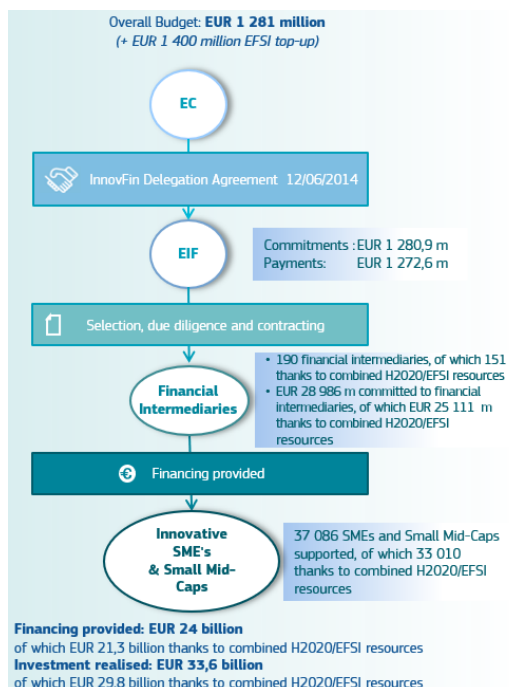 Overall Budget: EUR 1 281 million
(+ EUR 1 400 million EFSI top-up)
EC
InnovFin Delegation Agreement 12/06/2014
EIF
Commitments : EUR 1 280,9 m
Payments: EUR 1 272,6 m
Selection, due diligence and contracting
• 190 financial intermediaries, of which 151
thanks to combined H2020/EFSI resources
• EUR 28 986 m committed to financial
intermediaries, of which EUR 25 111 m
thanks to combined H2020/EFSI
resources
Financial
Intermediaries
€ Financing provided
Innovative
SME's
& Small Mid-
Caps
37 086 SMEs and Small Mid-Caps
supported, of which 33 010
thanks to combined H2020/EFSI
resources
Financing provided: EUR 24 billion
of which EUR 21,3 billion thanks to combined H2020/EFSI resources
Investment realised: EUR 33,6 billion
of which EUR 29,8 billion thanks to combined H2020/EFSI resources